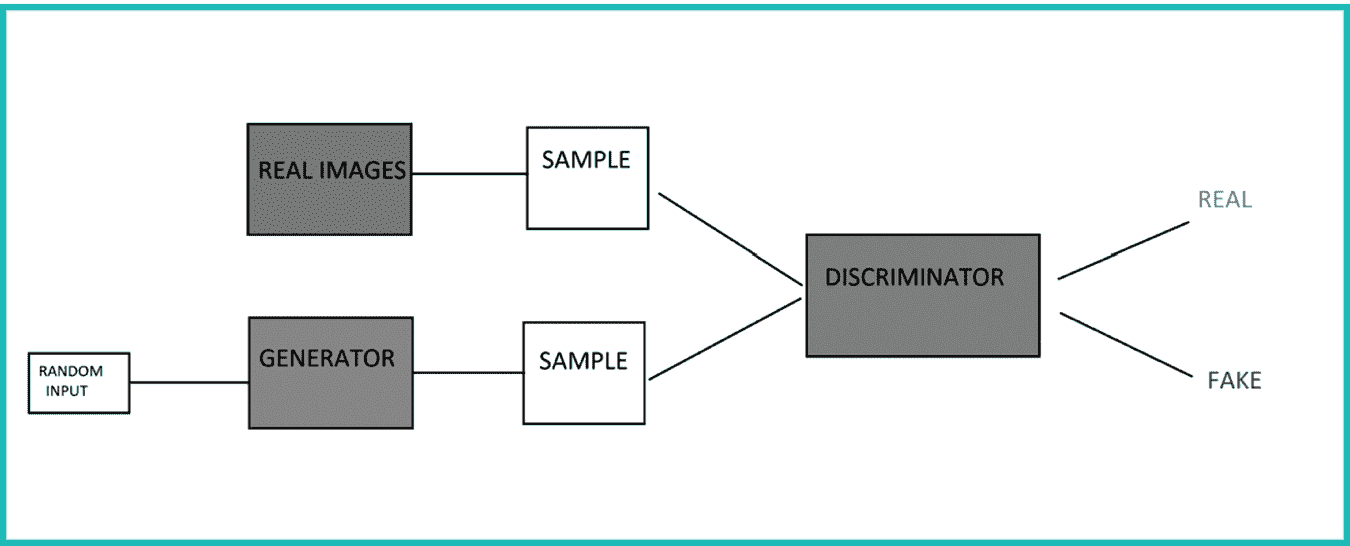 REAL IMAGES
SAMPLE
REAL
DISCRIMINATOR
RANDOM
INPUT
GENERATOR
SAMPLE
FAKE